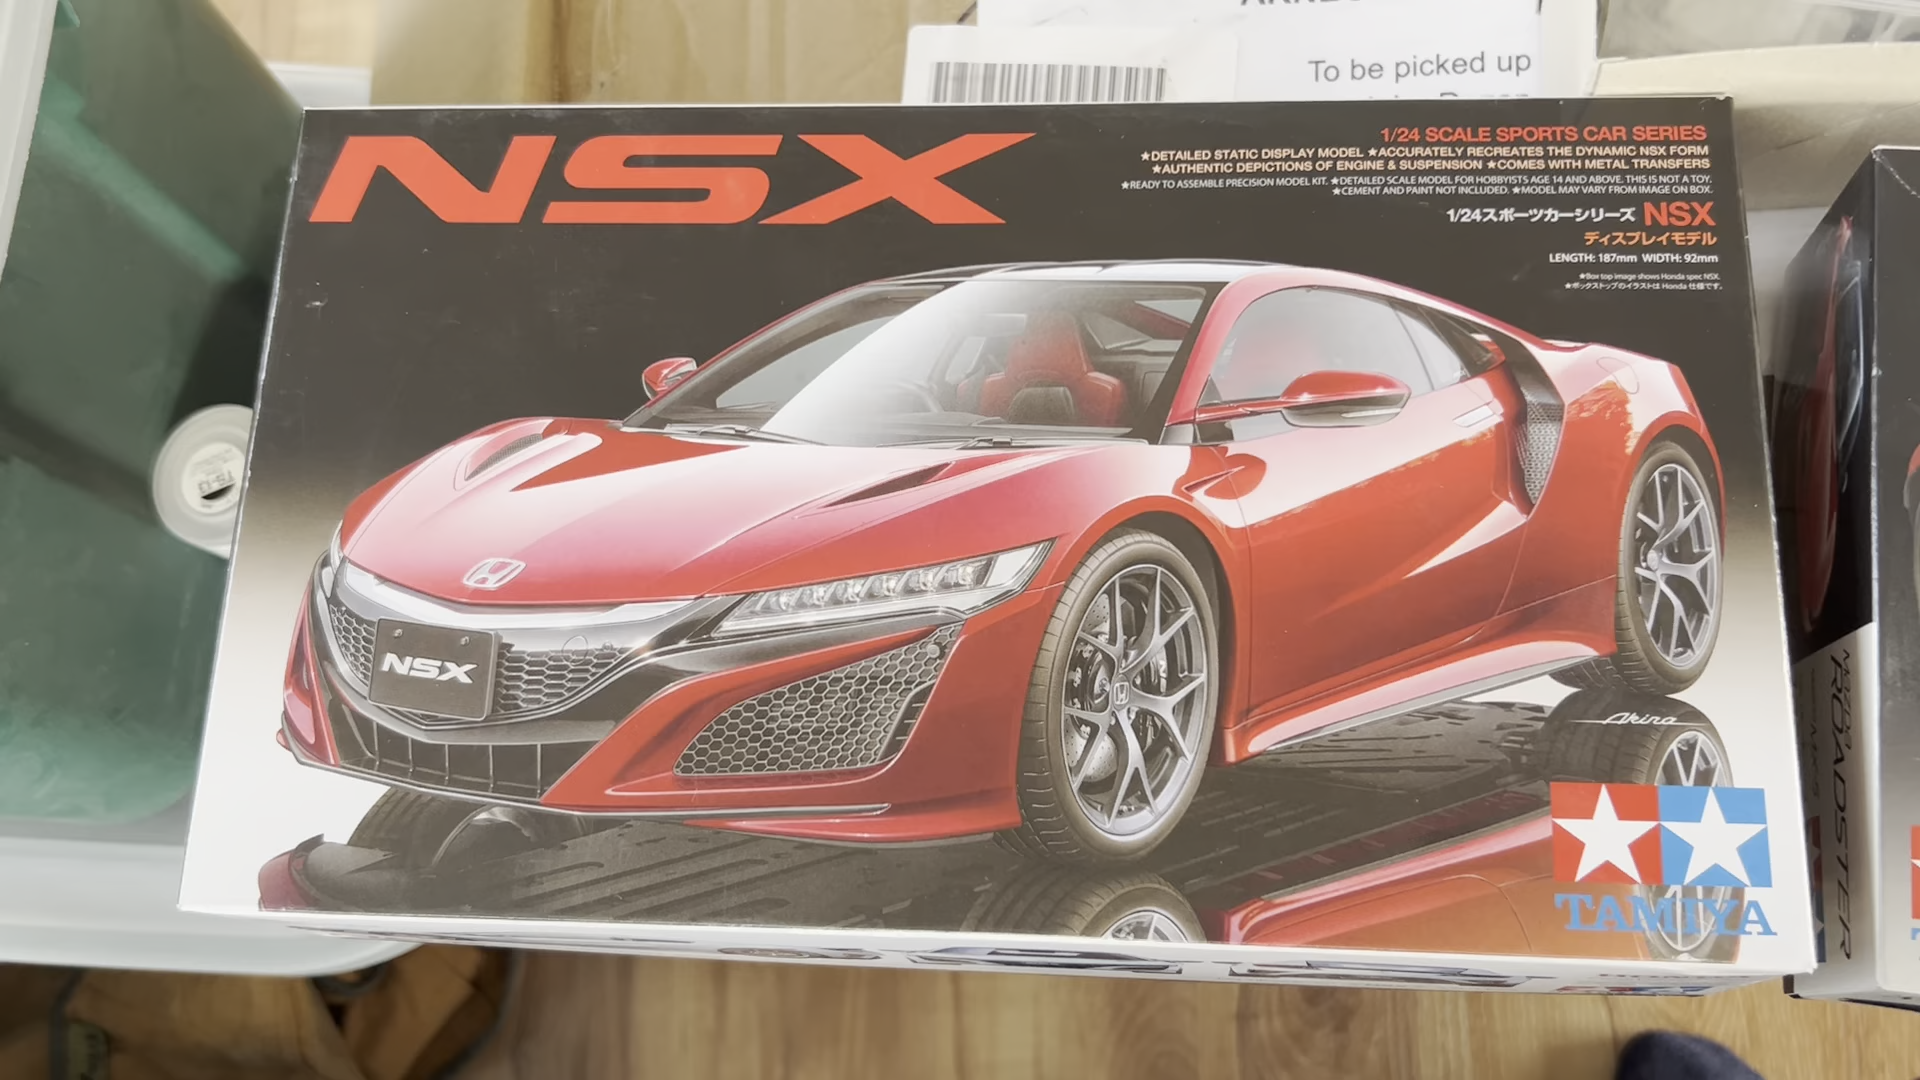 To be picked up
NSX
1/24 SCALE SPORTS CAR SERIES
★DETAILED STATIC DISPLAY MODEL ★ACCURATELY RECREATES THE DYNAMIC NSX FORM
★AUTHENTIC DEPICTIONS OF ENGINE & SUSPENSION ★COMES WITH METAL TRANSFERS
★READY TO ASSEMBLE PRECISION MODEL KIT. ★DETAILED SCALE MODEL FOR HOBBYISTS AGE 14 AND ABOVE. THIS IS NOT A TOY.
★CEMENT AND PAINT NOT INCLUDED. ★MODEL MAY VARY FROM IMAGE ON BOX.
1/24スポーツカーシリーズ NSX
ディスプレイモデル
LENGTH: 187mm WIDTH: 92mm
★Box top image shows Honda spec NSX.
★ボックストップのイラストは Honda 仕様です。
TS-13
NSX
Akira
TAMIYA
MAZDA
ROADSTER
MX-5